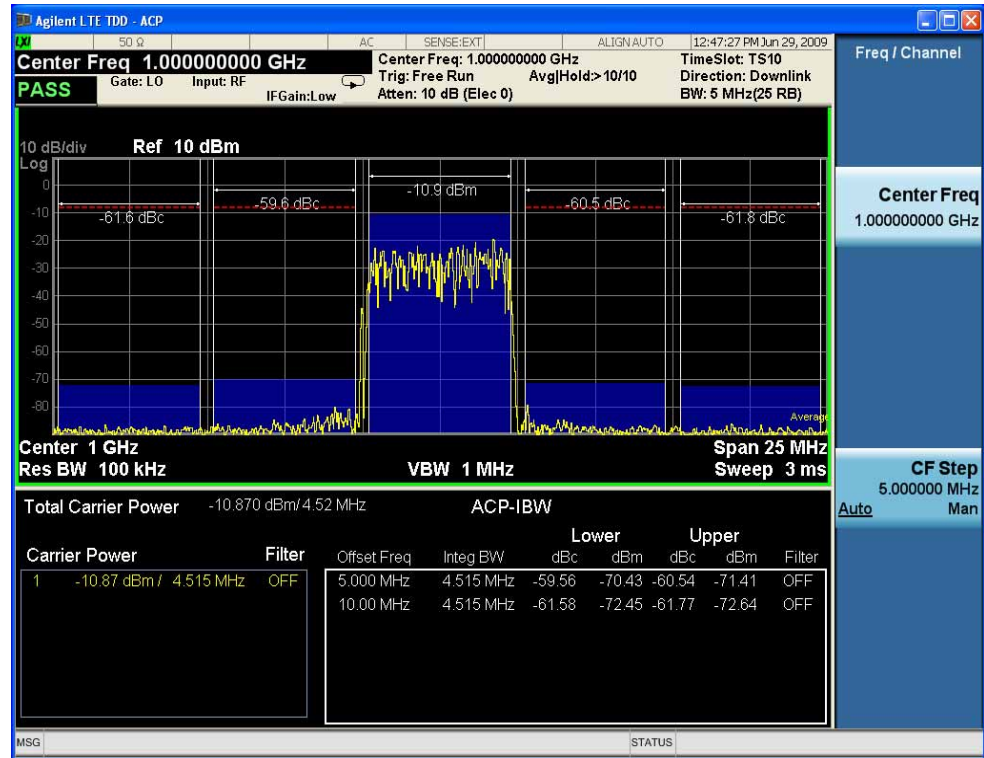 Agilent LTE TDD - ACP
LXI 50 Ω AC SENSE:EXT ALIGNAUTO 12:47:27 PM Jun 29, 2009
Center Freq 1.000000000 GHz Center Freq: 1.000000000 GHz TimeSlot: TS10
PASS Gate: LO Input: RF Trig: Free Run Avg|Hold:>10/10 Direction: Downlink
IFGain:Low Atten: 10 dB (Elec 0) BW: 5 MHz(25 RB)
Freq / Channel
10 dB/div Ref 10 dBm
Log
0
-10
-20
-30
-40
-50
-60
-70
-80
-61.6 dBc
-59.6 dBc
-10.9 dBm
-60.5 dBc
-61.8 dBc
Average
Center 1 GHz Span 25 MHz
Res BW 100 kHz VBW 1 MHz Sweep 3 ms
Center Freq
1.000000000 GHz
CF Step
5.000000 MHz
Auto Man
Total Carrier Power -10.870 dBm/ 4.52 MHz ACP-IBW
Lower Upper
Carrier Power Filter Offset Freq Integ BW dBc dBm dBc dBm Filter
1 -10.87 dBm / 4.515 MHz OFF 5.000 MHz 4.515 MHz -59.56 -70.43 -60.54 -71.41 OFF
10.00 MHz 4.515 MHz -61.58 -72.45 -61.77 -72.64 OFF
MSG STATUS